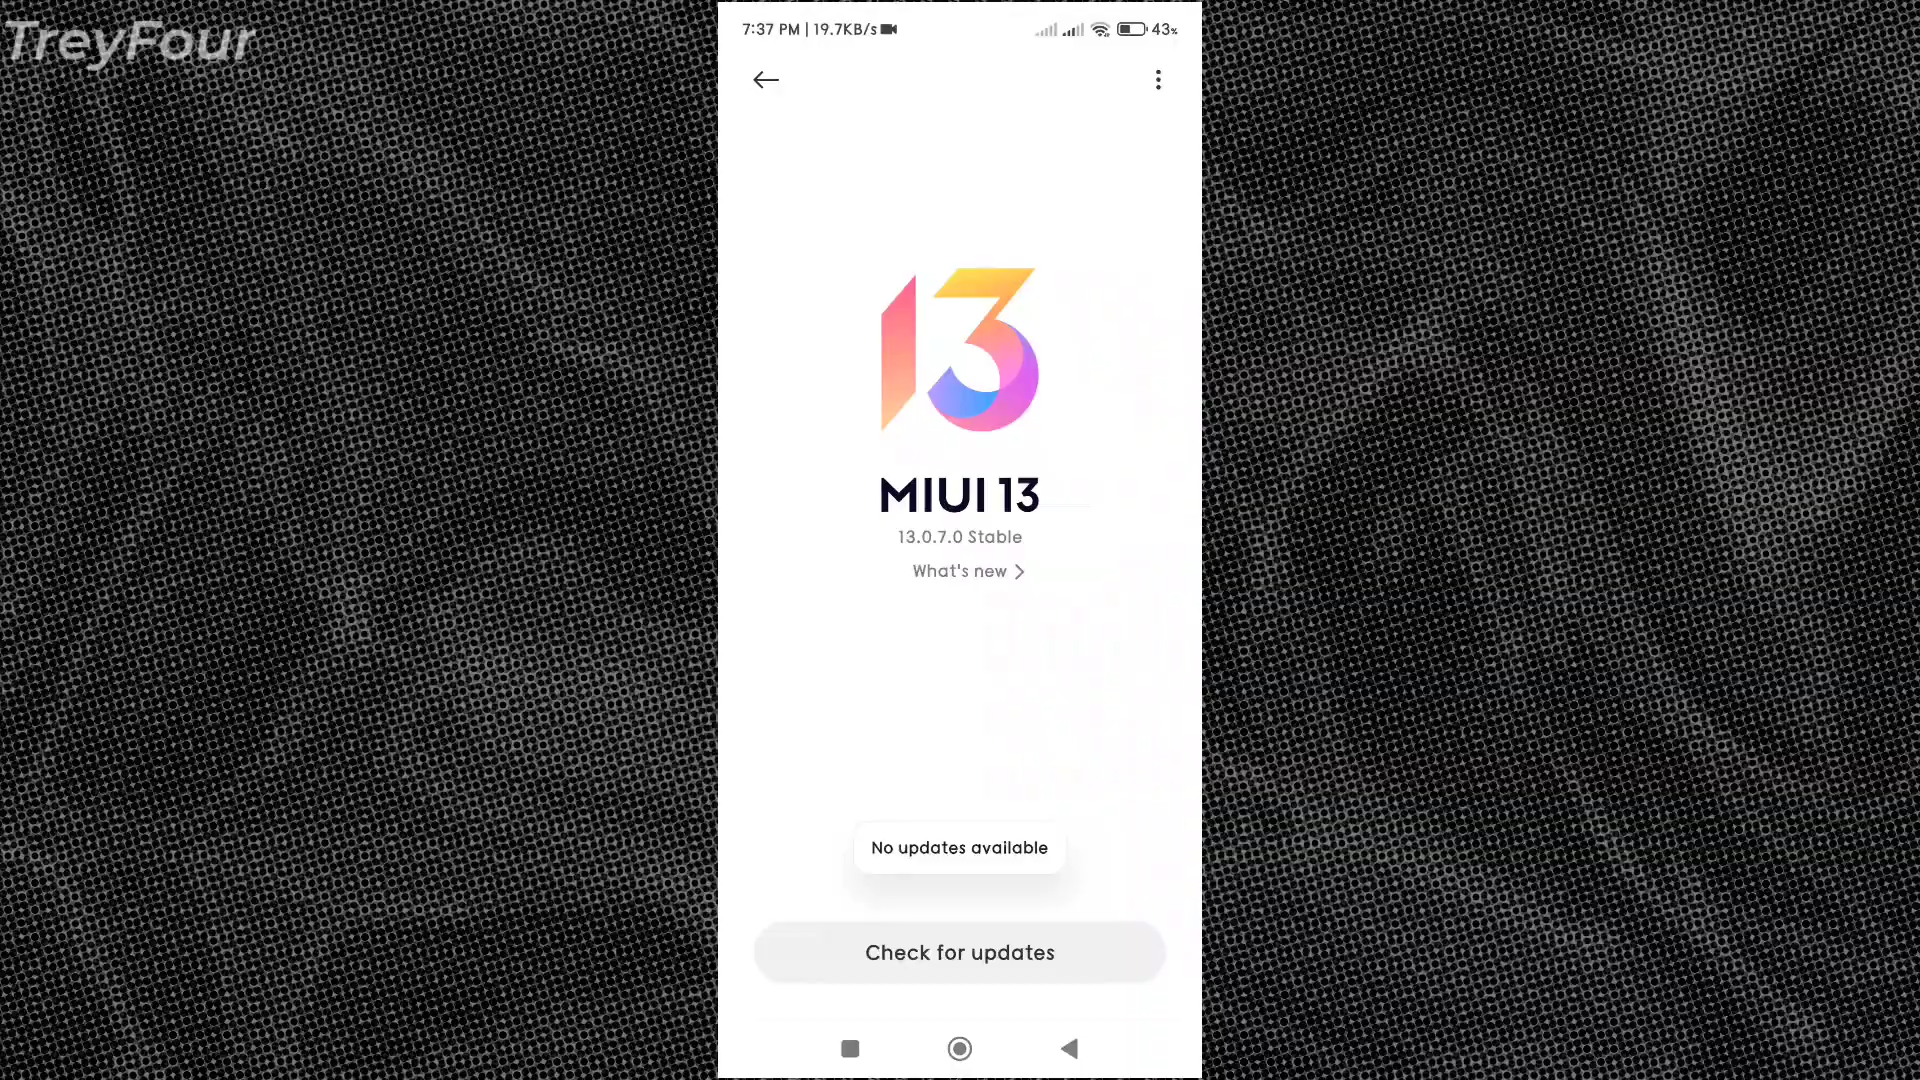 TreyFour
7:37 PM | 19.7KB/s 43%
13
MIUI 13
13.0.7.0 Stable
What's new
No updates available
Check for updates